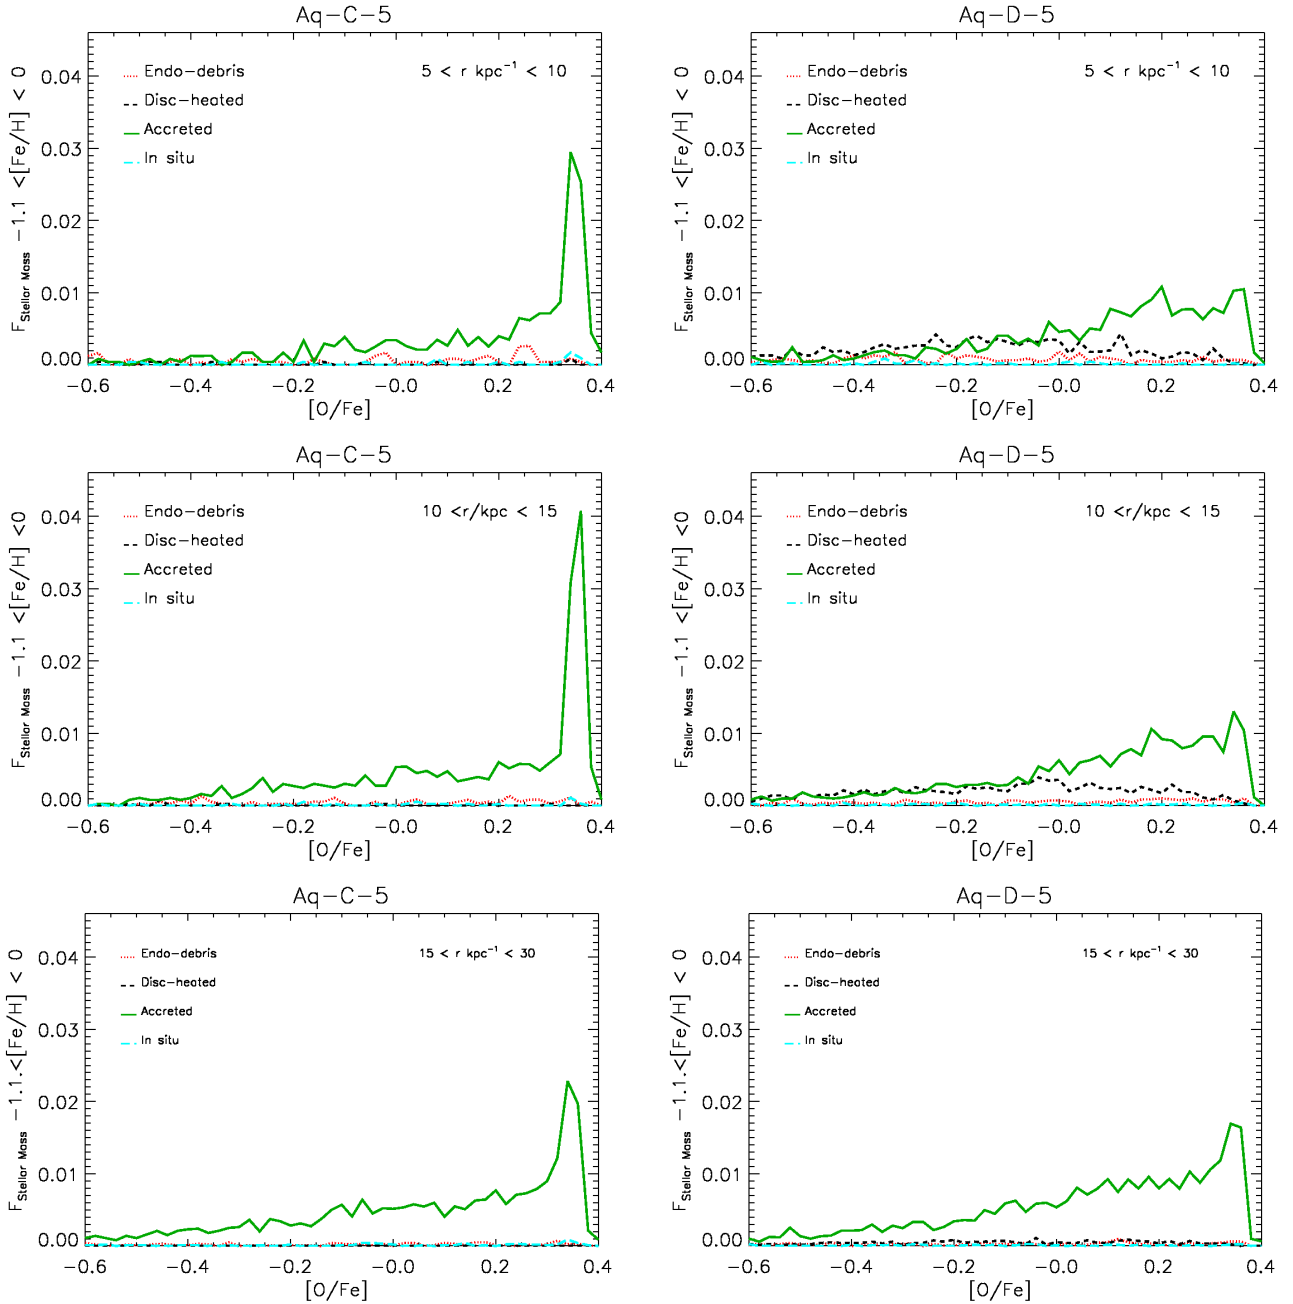 Aq-C-5
F Stellar Mass -1.1 <[Fe/H] < 0
0.04
0.03
0.02
0.01
0.00
Endo-debris
Disc-heated
Accreted
In situ
5 < r kpc⁻¹ < 10
-0.6 -0.4 -0.2 -0.0 0.2 0.4
[O/Fe]
Aq-D-5
F Stellar Mass -1.1 <[Fe/H] < 0
0.04
0.03
0.02
0.01
0.00
Endo-debris
Disc-heated
Accreted
In situ
5 < r kpc⁻¹ < 10
-0.6 -0.4 -0.2 -0.0 0.2 0.4
[O/Fe]
Aq-C-5
F Stellar Mass -1.1 <[Fe/H] <0
0.04
0.03
0.02
0.01
0.00
Endo-debris
Disc-heated
Accreted
In situ
10 <r/kpc < 15
-0.6 -0.4 -0.2 -0.0 0.2 0.4
[O/Fe]
Aq-D-5
F Stellar Mass -1.1 <[Fe/H] <0
0.04
0.03
0.02
0.01
0.00
Endo-debris
Disc-heated
Accreted
In situ
10 <r/kpc < 15
-0.6 -0.4 -0.2 -0.0 0.2 0.4
[O/Fe]
Aq-C-5
F Stellar Mass -1.1.<[Fe/H] < 0
0.04
0.03
0.02
0.01
0.00
Endo-debris
Disc-heated
Accreted
In situ
15 < r kpc⁻¹ < 30
-0.6 -0.4 -0.2 -0.0 0.2 0.4
[O/Fe]
Aq-D-5
F Stellar Mass -1.1.<[Fe/H] < 0
0.04
0.03
0.02
0.01
0.00
Endo-debris
Disc-heated
Accreted
In situ
15 < r kpc⁻¹ < 30
-0.6 -0.4 -0.2 -0.0 0.2 0.4
[O/Fe]